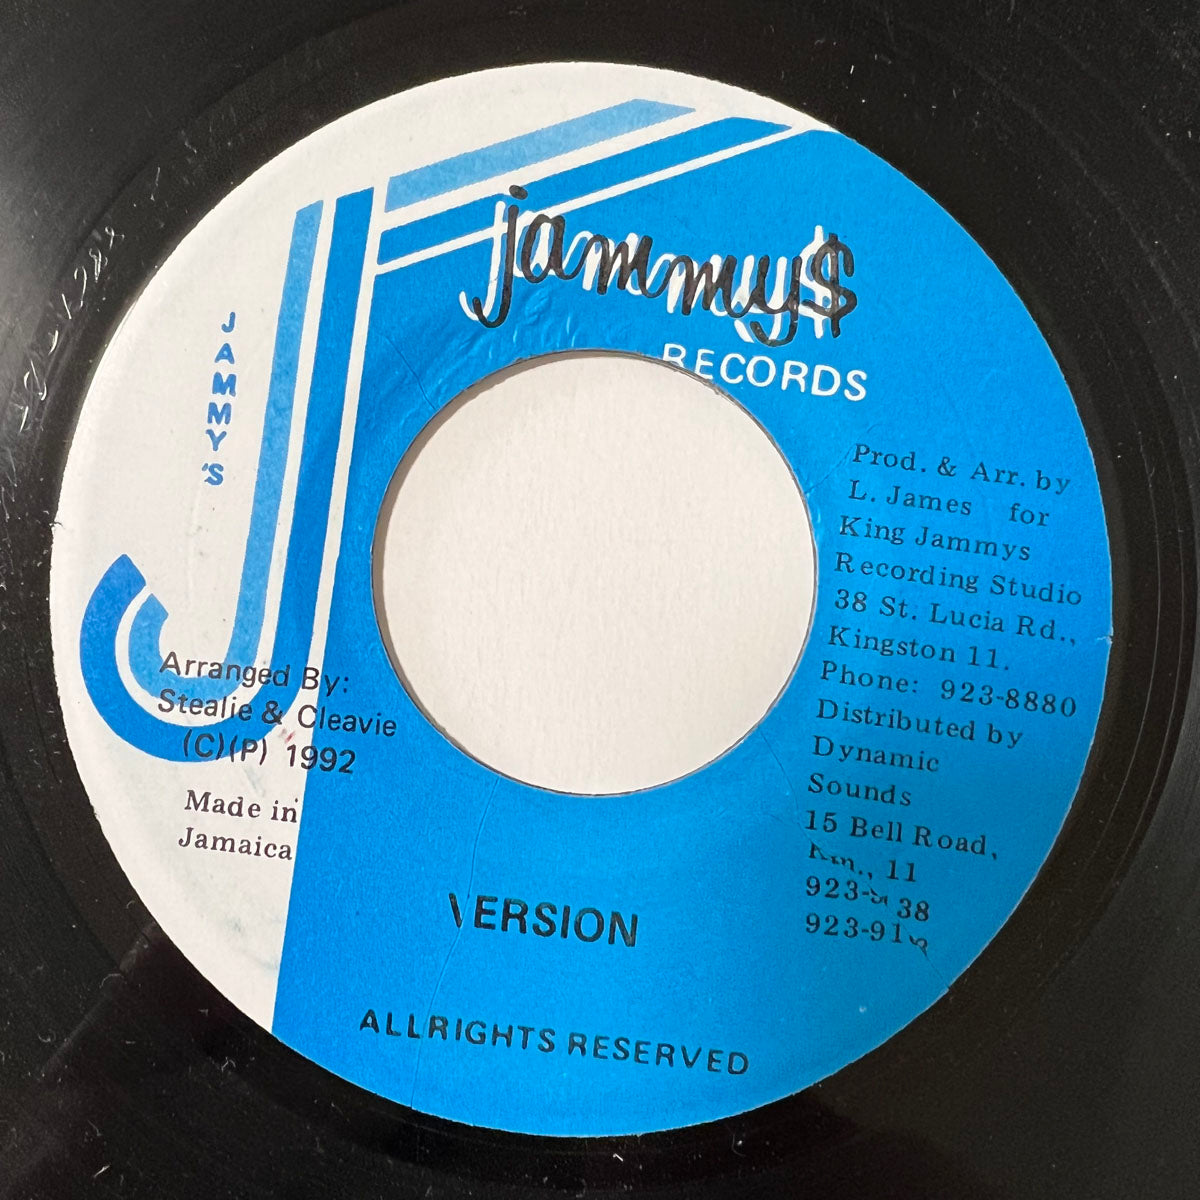 jammy$
RECORDS
JAMMY'S
Prod. & Arr. by
L. James for
King Jammys
Recording Studio
38 St. Lucia Rd.,
Kingston 11.
Phone: 923-8880
Distributed by
Dynamic
Sounds
15 Bell Road,
11
Arranged By:
Stealie & Cleavie
(C)(P) 1992
Made in
Jamaica
VERSION
ALLRIGHTS RESERVED